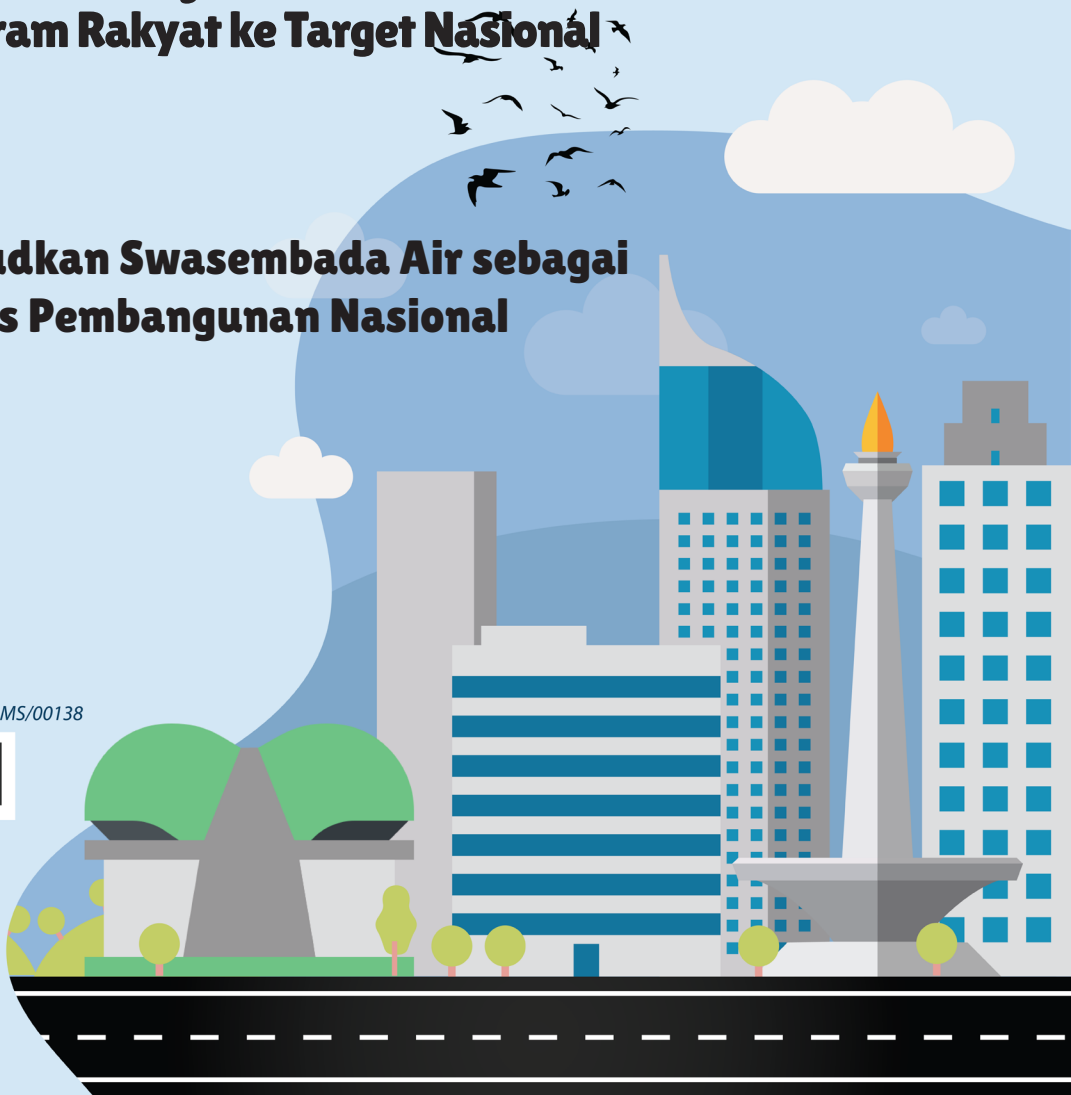 ram Rakyat ke Target Nasional
udkan Swasembada Air sebagai
s Pembangunan Nasional
MS/00138